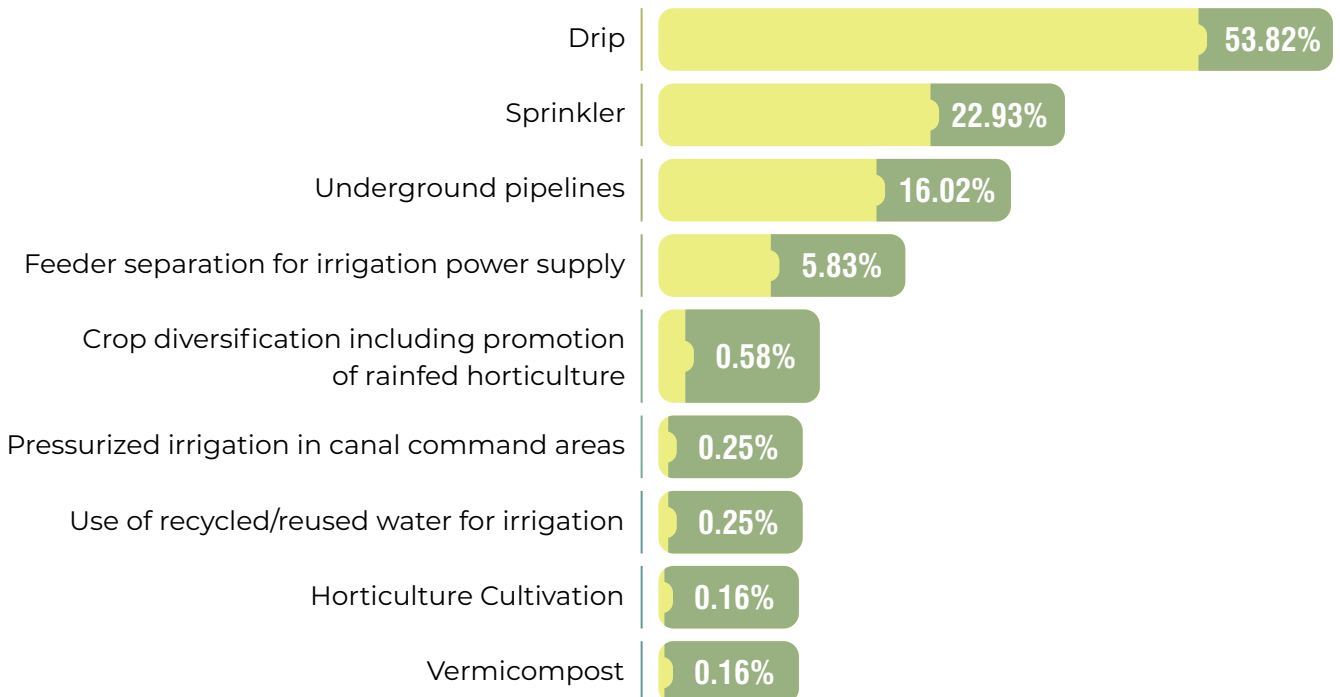 Drip
53.82%
Sprinkler
22.93%
Underground pipelines
16.02%
Feeder separation for irrigation power supply
5.83%
Crop diversification including promotion
of rainfed horticulture
0.58%
Pressurized irrigation in canal command areas
0.25%
Use of recycled/reused water for irrigation
0.25%
Horticulture Cultivation
0.16%
Vermicompost
0.16%